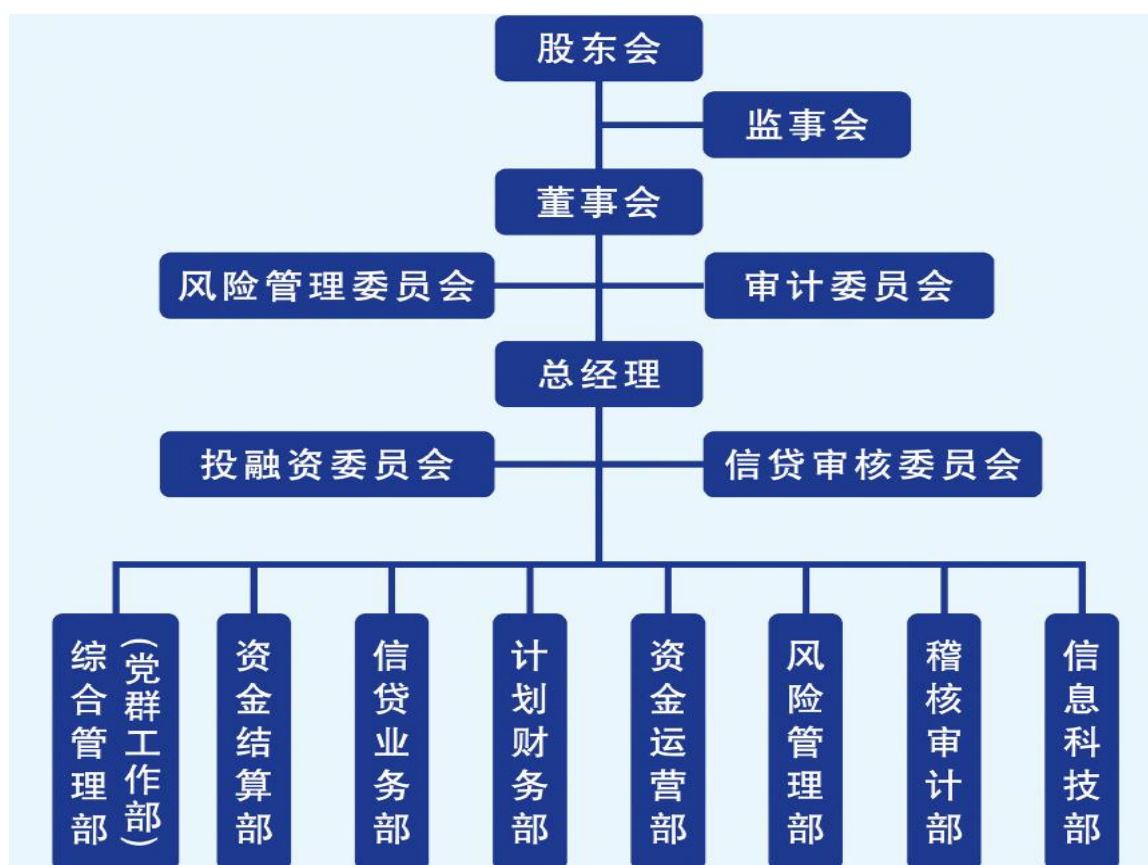 股东会
监事会
董事会
风险管理委员会
审计委员会
总经理
投融资委员会
信贷审核委员会
综合管理部
(党群工作部)
资金结算部
信贷业务部
计划财务部
资金运营部
风险管理部
稽核审计部
信息科技部